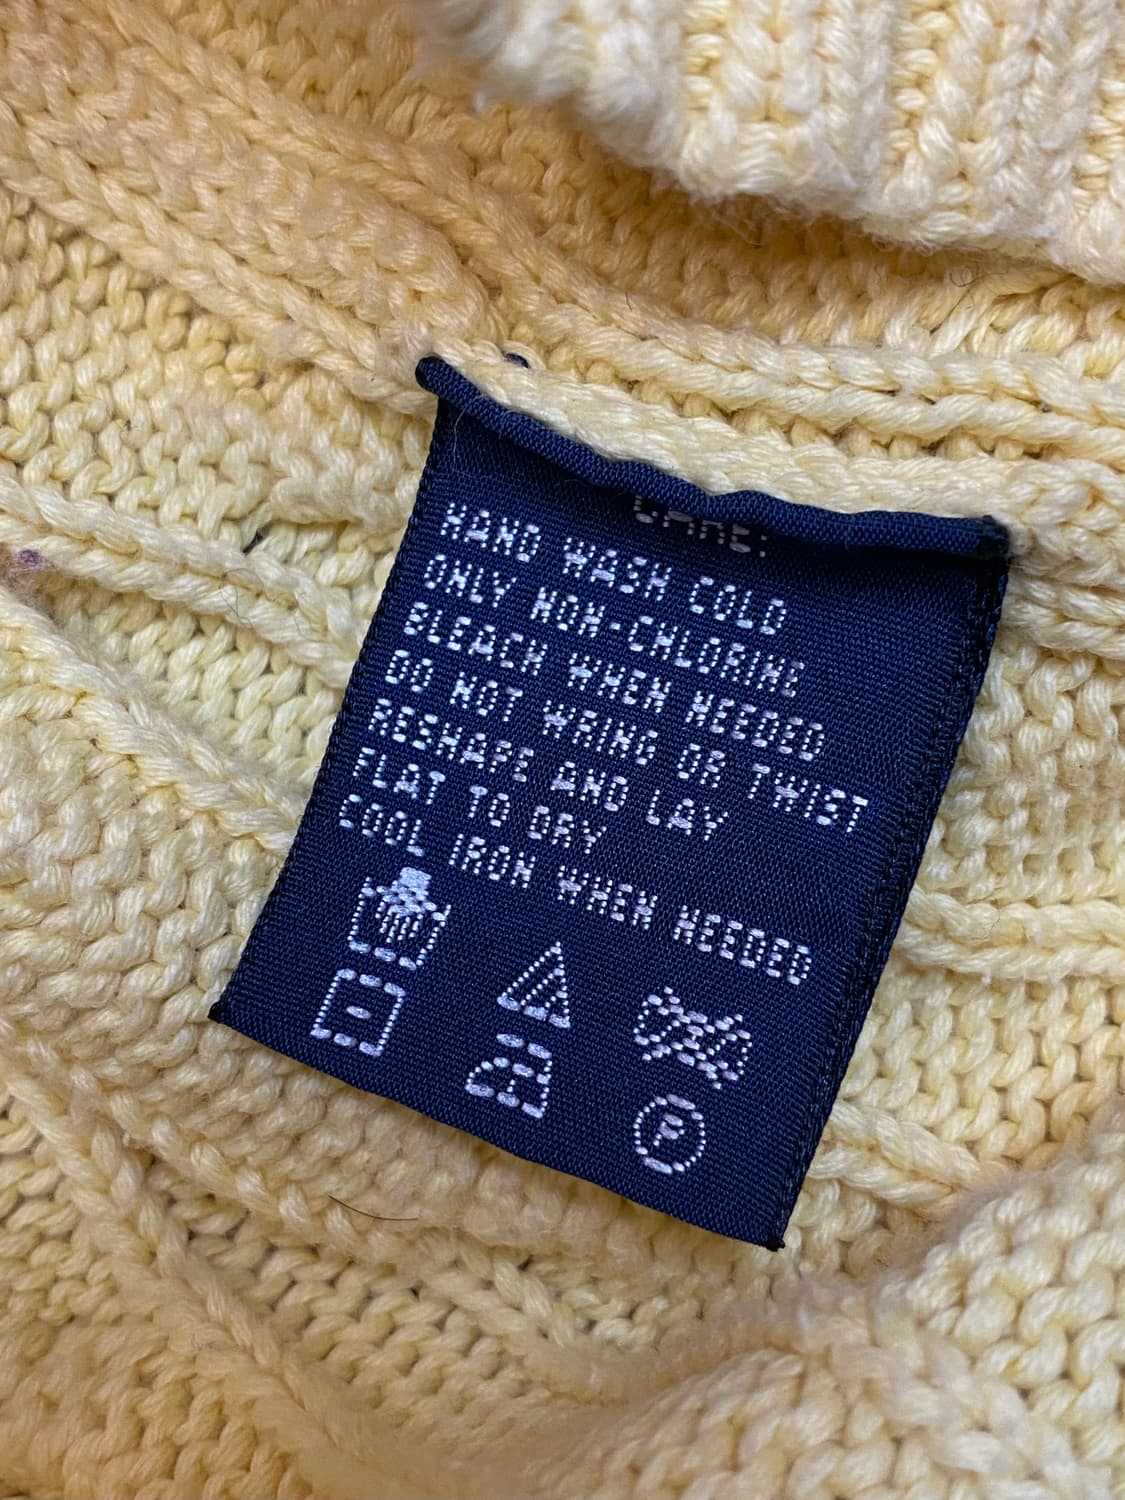 CARE:
HAND WASH COLD
ONLY NON-CHLORINE
BLEACH WHEN NEEDED
DO NOT WRING OR TWIST
RESHAPE AND LAY
FLAT TO DRY
COOL IRON WHEN NEEDED
P